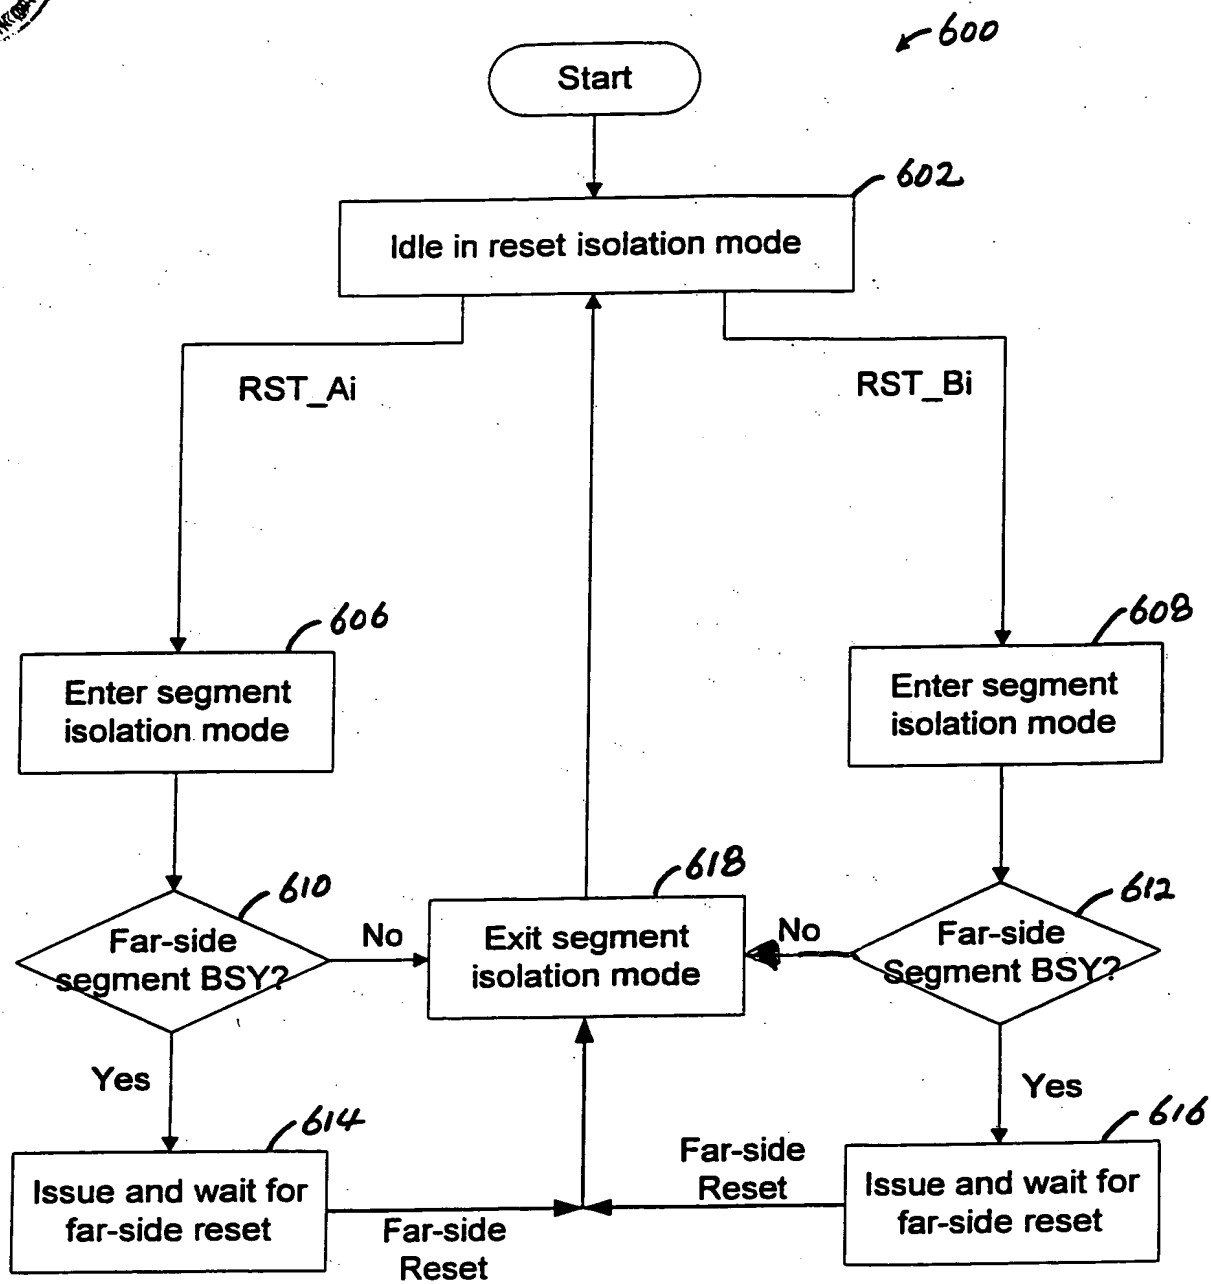 600
Start
602
Idle in reset isolation mode
RST_Ai
RST_Bi
606
Enter segment
isolation mode
608
Enter segment
isolation mode
610
Far-side
segment BSY?
No
618
Exit segment
isolation mode
No
612
Far-side
Segment BSY?
Yes
Yes
614
Issue and wait for
far-side reset
Far-side
Reset
Far-side
Reset
616
Issue and wait for
far-side reset